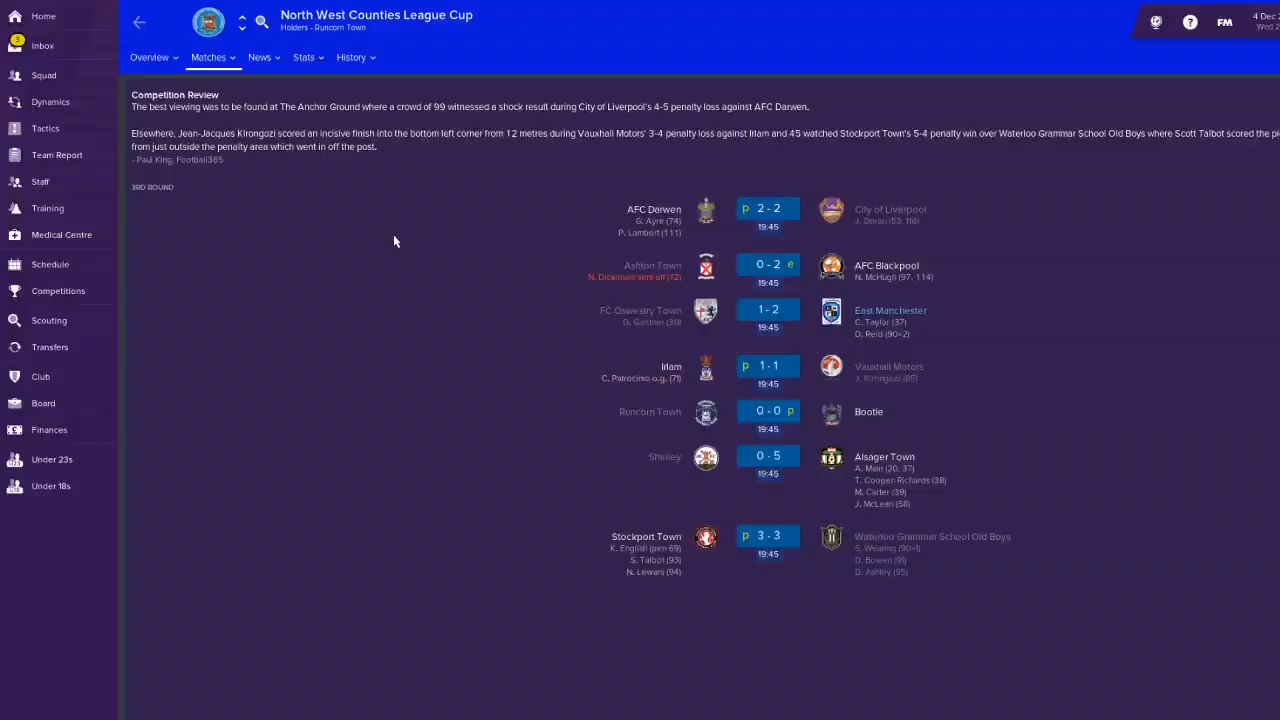 Home
3
Inbox
Squad
Dynamics
Tactics
Team Report
Staff
Training
Medical Centre
Schedule
Competitions
Scouting
Transfers
Club
Board
Finances
U23 Under 23s
U18 Under 18s
North West Counties League Cup
Holders - Runcorn Town
? FM
4 Dec
Wed
Overview Matches News Stats History
Competition Review
The best viewing was to be found at The Anchor Ground where a crowd of 99 witnessed a shock result during City of Liverpool's 4-5 penalty loss against AFC Darwen.
Elsewhere, Jean-Jacques Kirongozi scored an incisive finish into the bottom left corner from 12 metres during Vauxhall Motors' 3-4 penalty loss against Irlam and 45 watched Stockport Town's 5-4 penalty win over Waterloo Grammar School Old Boys where Scott Talbot scored the
from just outside the penalty area which went in off the post.
- Paul King, Football365
3RD ROUND
AFC Darwen p 2 - 2 City of Liverpool
G. Ayre (74) 19:45 J. Doran (53, 116)
P. Lambert (111)
Ashton Town 0 - 2 e AFC Blackpool
N. Dickinson sent off (72) 19:45 N. McHugh (97, 114)
FC Oswestry Town 1 - 2 East Manchester
D. Gardner (30) 19:45 C. Taylor (37)
D. Reid (90+2)
Irlam p 1 - 1 Vauxhall Motors
C. Patrocinio o.g. (71) 19:45 J. Kirongozi (85)
Runcorn Town 0 - 0 p Bootle
19:45
Shelley 0 - 5 Alsager Town
19:45 A. Main (20, 37)
T. Cooper-Richards (38)
M. Carter (39)
J. McLean (58)
Stockport Town p 3 - 3 Waterloo Grammar School Old Boys
K. English (pen 69) 19:45 S. Wearing (90+1)
S. Talbot (93) D. Bowen (91)
N. Lewars (94) D. Ashley (95)